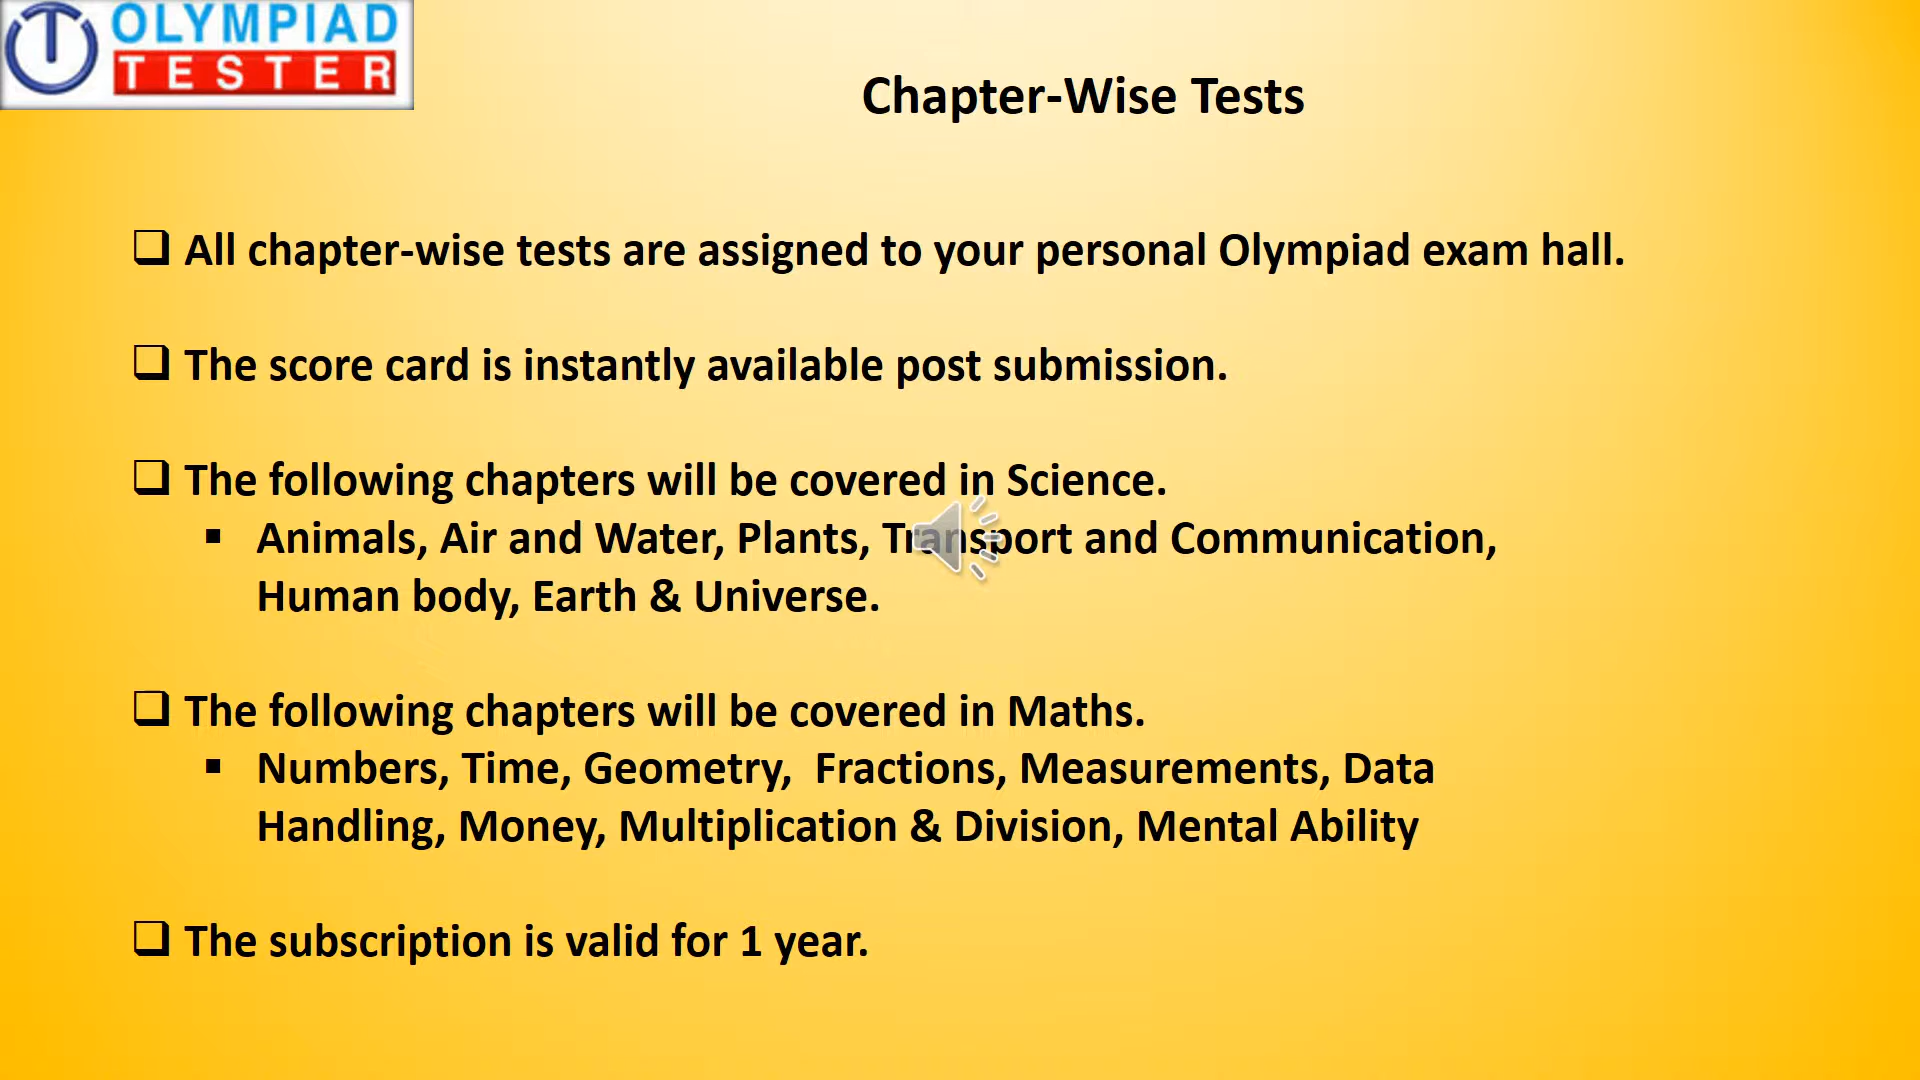 OLYMPIAD
TESTER
Chapter-Wise Tests
All chapter-wise tests are assigned to your personal Olympiad exam hall.
The score card is instantly available post submission.
The following chapters will be covered in Science.
Animals, Air and Water, Plants, Transport and Communication,
Human body, Earth & Universe.
The following chapters will be covered in Maths.
Numbers, Time, Geometry,  Fractions, Measurements, Data
Handling, Money, Multiplication & Division, Mental Ability
The subscription is valid for 1 year.